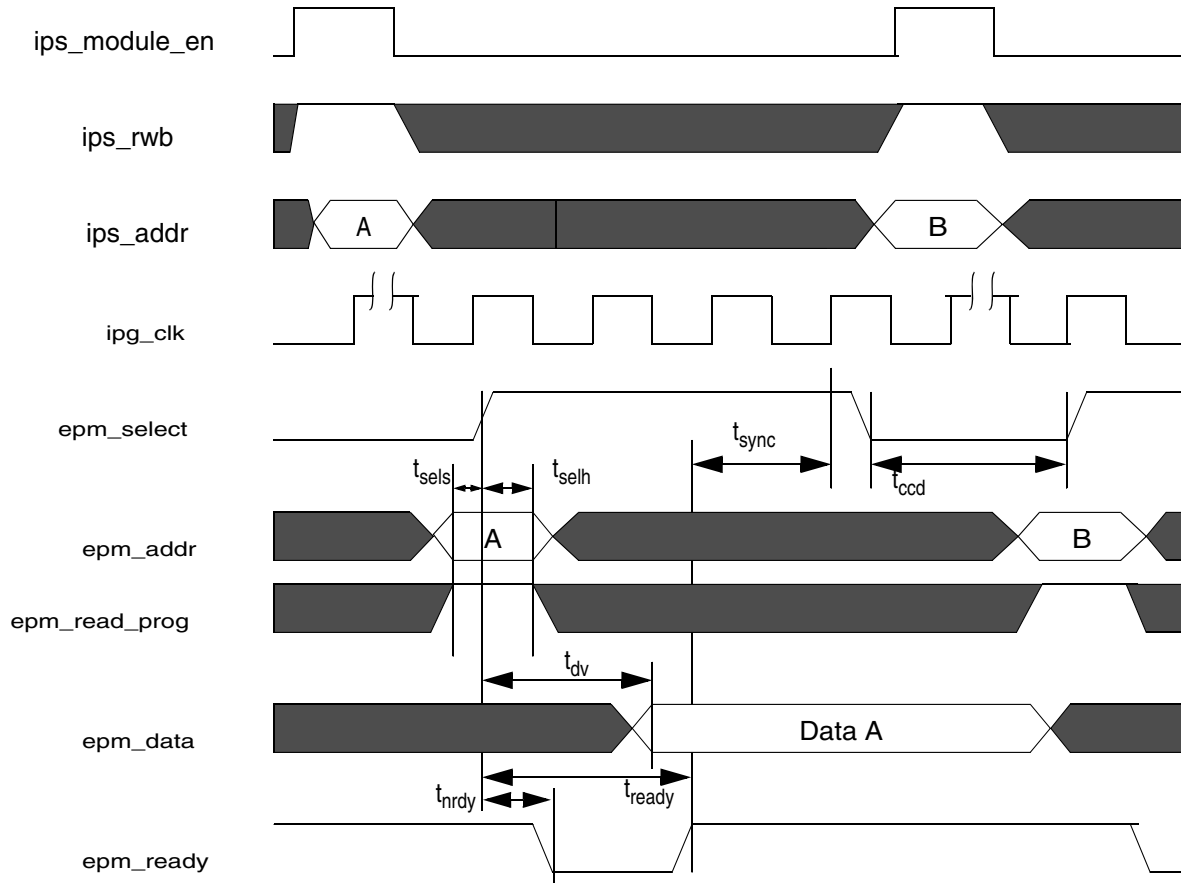 ips_module_en
ips_rwb
ips_addr
A
B
ipg_clk
epm_select
tsync
tsels
tselh
tccd
epm_addr
A
B
epm_read_prog
tdv
epm_data
Data A
tnrdy
tready
epm_ready